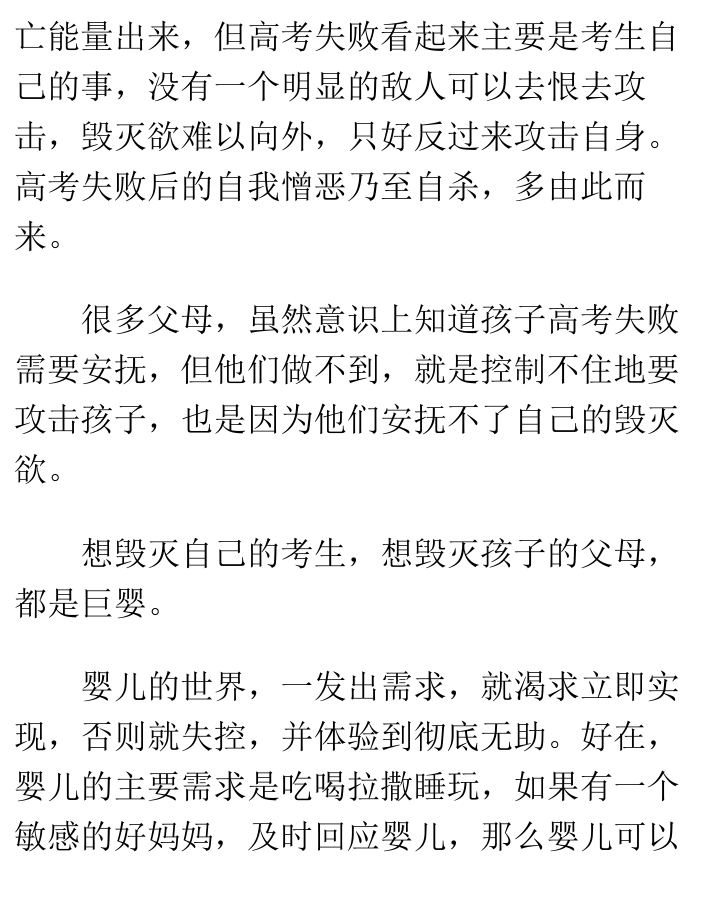 亡能量出来，但高考失败看起来主要是考生自
己的事，没有一个明显的敌人可以去恨去攻
击，毁灭欲难以向外，只好反过来攻击自身。
高考失败后的自我憎恶乃至自杀，多由此而
来。
很多父母，虽然意识上知道孩子高考失败
需要安抚，但他们做不到，就是控制不住地要
攻击孩子，也是因为他们安抚不了自己的毁灭
欲。
想毁灭自己的考生，想毁灭孩子的父母，
都是巨婴。
婴儿的世界，一发出需求，就渴求立即实
现，否则就失控，并体验到彻底无助。好在，
婴儿的主要需求是吃喝拉撒睡玩，如果有一个
敏感的好妈妈，及时回应婴儿，那么婴儿可以